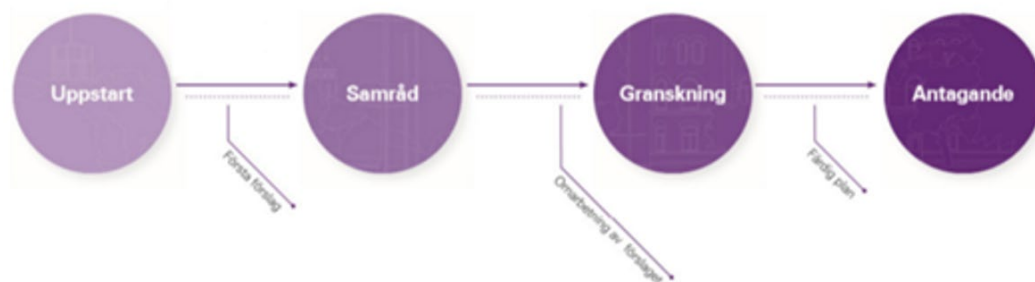 Uppstart
Samråd
Granskning
Antagande
Första förslag
Omarbetning av förslaget
Färdig plan